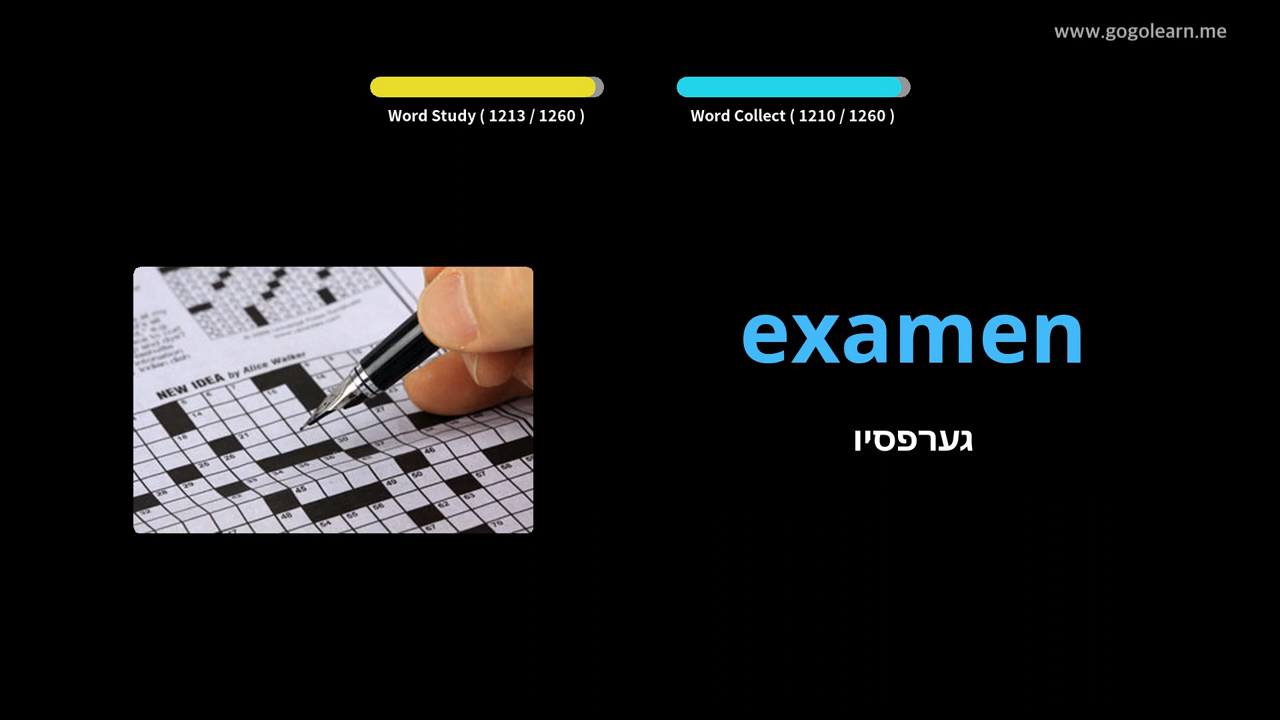 www.gogolearn.me
Word Study ( 1213 / 1260 )
Word Collect ( 1210 / 1260 )
NEW IDEA by Alice Walker
examen
גערפסיו